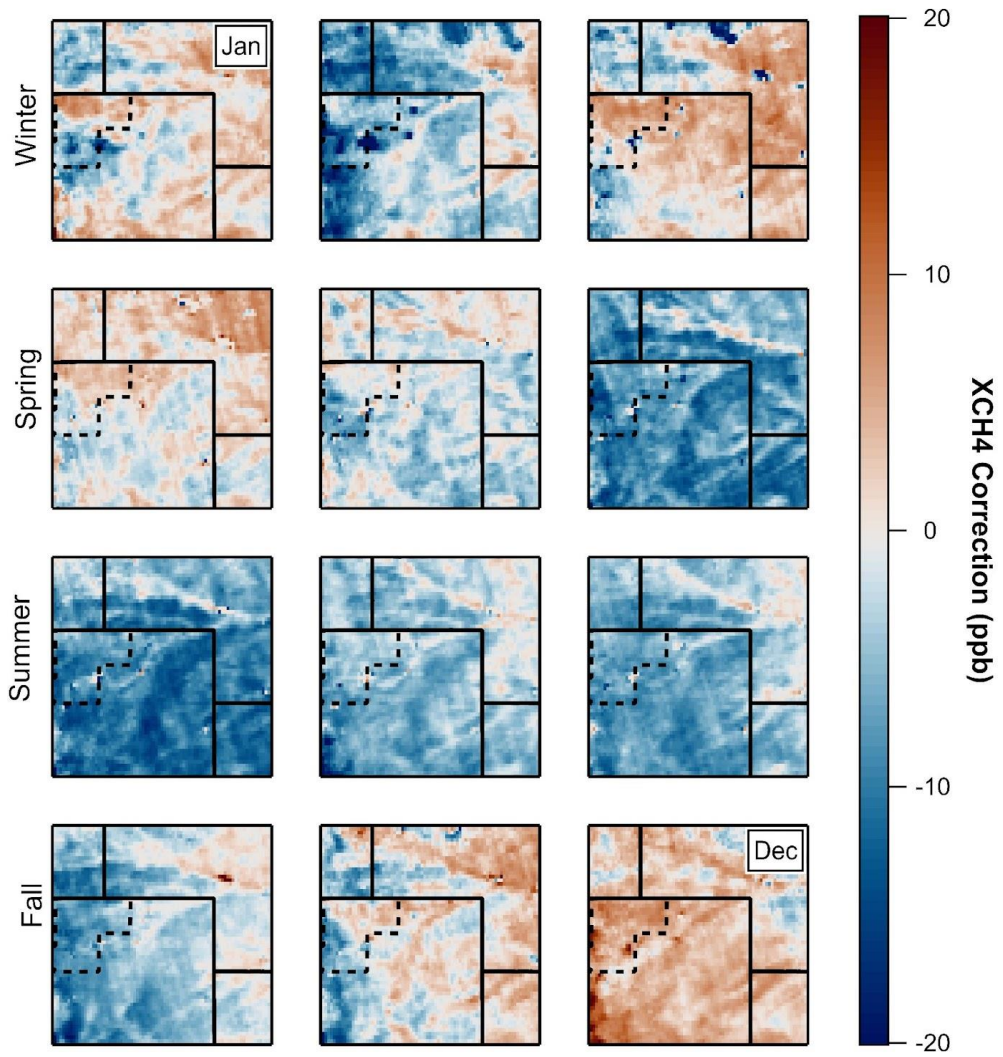 Winter
Jan
Spring
Summer
Fall
Dec
20
10
0
-10
-20
XCH4 Correction (ppb)